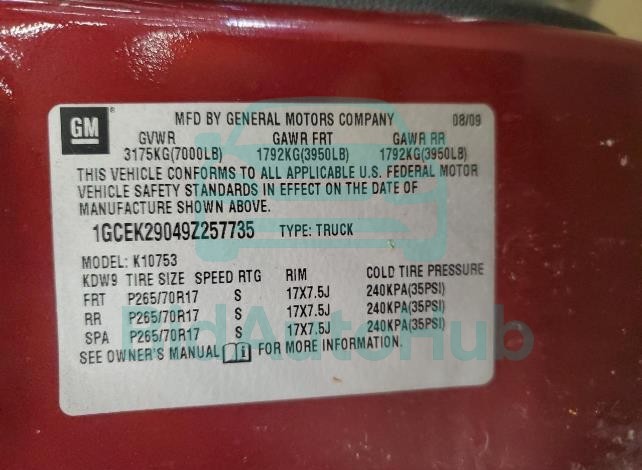 GM
MFD BY GENERAL MOTORS COMPANY 08/09
GVWR GAWR FRT GAWR RR
3175KG(7000LB) 1792KG(3950LB) 1792KG(3950LB)
THIS VEHICLE CONFORMS TO ALL APPLICABLE U.S. FEDERAL MOTOR
VEHICLE SAFETY STANDARDS IN EFFECT ON THE DATE OF
MANUFACTURE SHOWN ABOVE.
1GCEK29049Z257735 TYPE: TRUCK
MODEL: K10753
KDW9 TIRE SIZE SPEED RTG RIM COLD TIRE PRESSURE
FRT P265/70R17 S 17X7.5J 240KPA(35PSI)
RR P265/70R17 S 17X7.5J 240KPA(35PSI)
SPA P265/70R17 S 17X7.5J 240KPA(35PSI)
SEE OWNER'S MANUAL FOR MORE INFORMATION.
BidAutoHub